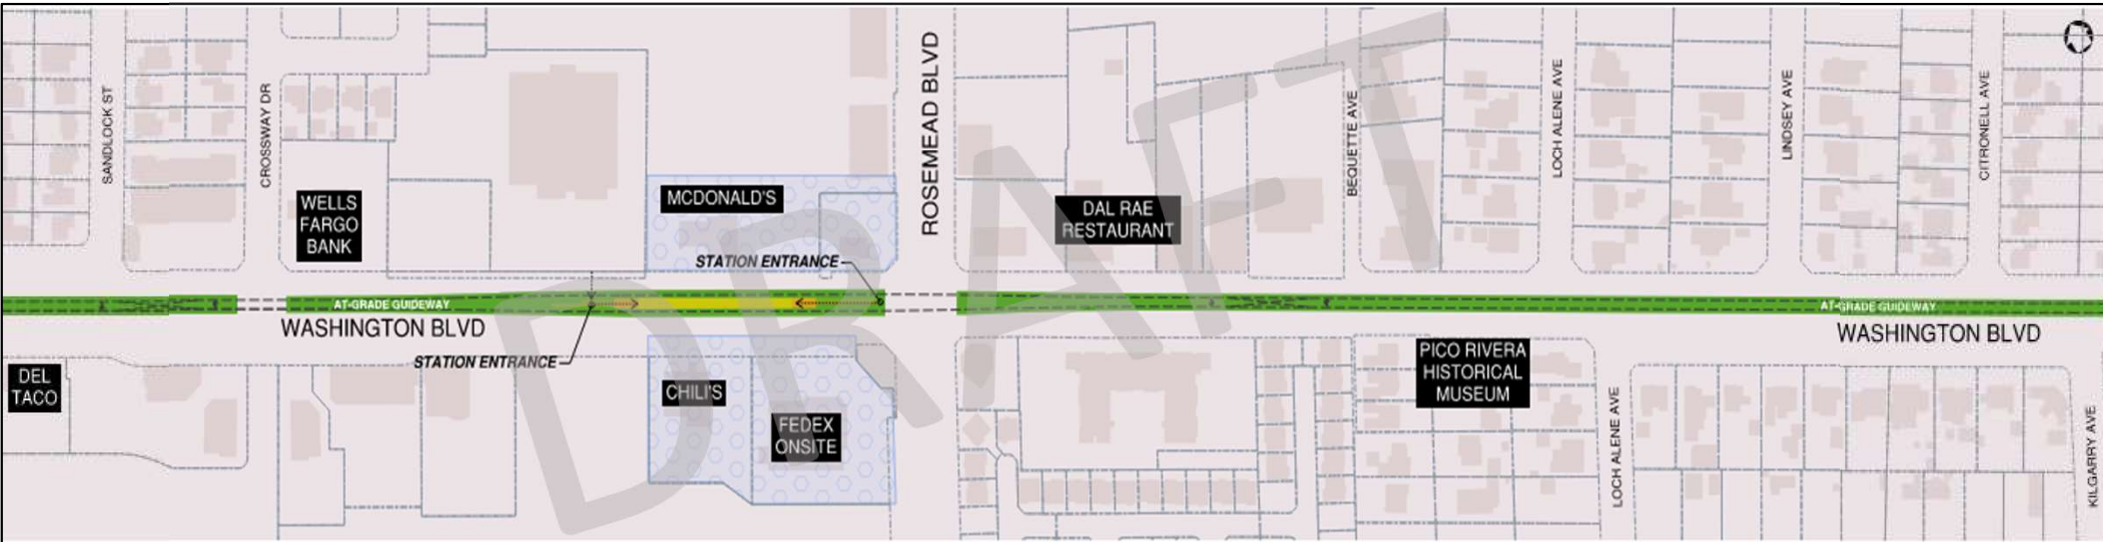 SANDLOCK ST
CROSSWAY DR
WELLS
FARGO
BANK
MCDONALD'S
ROSEMEAD BLVD
DAL RAE
RESTAURANT
BEQUETTE AVE
LOCH ALENE AVE
LINDSEY AVE
CITRONELL AVE
STATION ENTRANCE
AT-GRADE GUIDEWAY
AT-GRADE GUIDEWAY
WASHINGTON BLVD
WASHINGTON BLVD
STATION ENTRANCE
DEL
TACO
CHILI'S
FEDEX
ONSITE
PICO RIVERA
HISTORICAL
MUSEUM
LOCH ALENE AVE
KILGARRY AVE
DRAFT